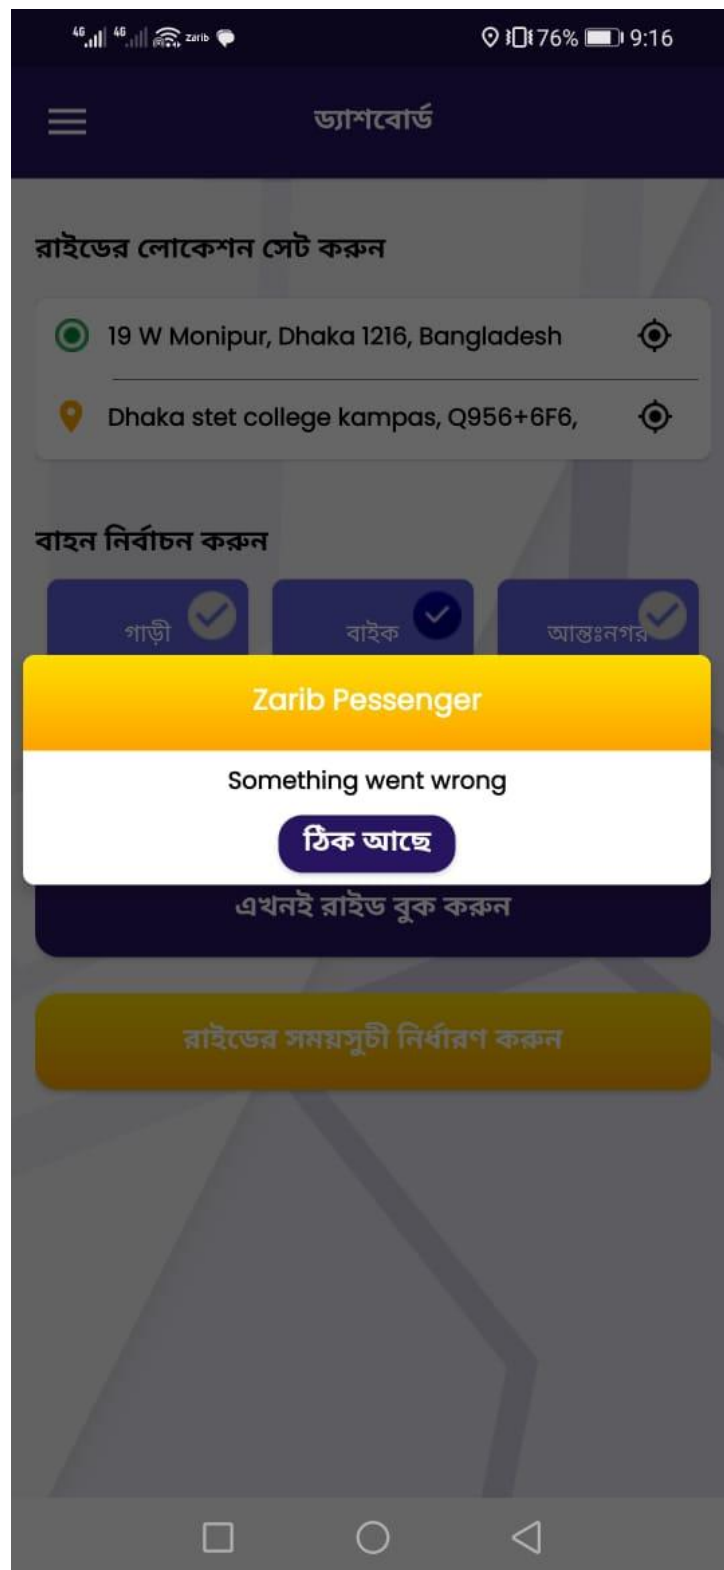 4G 4G Zarib 76% 9:16
ড্যাশবোর্ড
রাইডের লোকেশন সেট করুন
19 W Monipur, Dhaka 1216, Bangladesh
Dhaka stet college kampas, Q956+6F6,
বাহন নির্বাচন করুন
গাড়ী বাইক আন্তঃনগর
Zarib Pessenger
Something went wrong
ঠিক আছে
এখনই রাইড বুক করুন
রাইডের সময়সুচী নির্ধারণ করুন